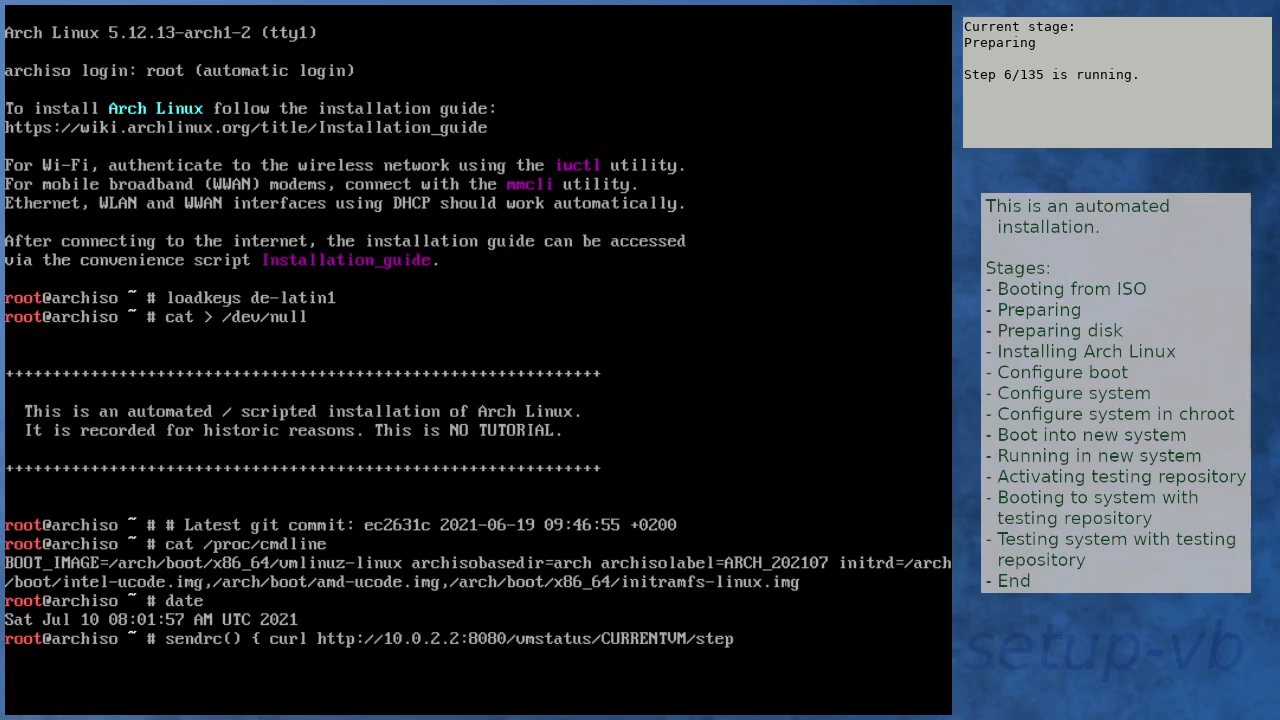 Arch Linux 5.12.13-arch1-2 (tty1)
archiso login: root (automatic login)
To install Arch Linux follow the installation guide:
https://wiki.archlinux.org/title/Installation_guide
For Wi-Fi, authenticate to the wireless network using the iwctl utility.
For mobile broadband (WWAN) modems, connect with the mmcli utility.
Ethernet, WLAN and WWAN interfaces using DHCP should work automatically.
After connecting to the internet, the installation guide can be accessed
via the convenience script Installation_guide.
root@archiso ~ # loadkeys de-latin1
root@archiso ~ # cat > /dev/null
+++++++++++++++++++++++++++++++++++++++++++++++++++++++++++++++
This is an automated / scripted installation of Arch Linux.
It is recorded for historic reasons. This is NO TUTORIAL.
+++++++++++++++++++++++++++++++++++++++++++++++++++++++++++++++
root@archiso ~ # # Latest git commit: ec2631c 2021-06-19 09:46:55 +0200
root@archiso ~ # cat /proc/cmdline
BOOT_IMAGE=/arch/boot/x86_64/vmlinuz-linux archisobasedir=arch archisolabel=ARCH_202107 initrd=/arch
/boot/intel-ucode.img,/arch/boot/amd-ucode.img,/arch/boot/x86_64/initramfs-linux.img
root@archiso ~ # date
Sat Jul 10 08:01:57 AM UTC 2021
root@archiso ~ # sendrc() { curl http://10.0.2.2:8080/vmstatus/CURRENTVM/step
Current stage:
Preparing
Step 6/135 is running.
This is an automated
installation.
Stages:
- Booting from ISO
- Preparing
- Preparing disk
- Installing Arch Linux
- Configure boot
- Configure system
- Configure system in chroot
- Boot into new system
- Running in new system
- Activating testing repository
- Booting to system with
testing repository
- Testing system with testing
repository
- End
setup-vb